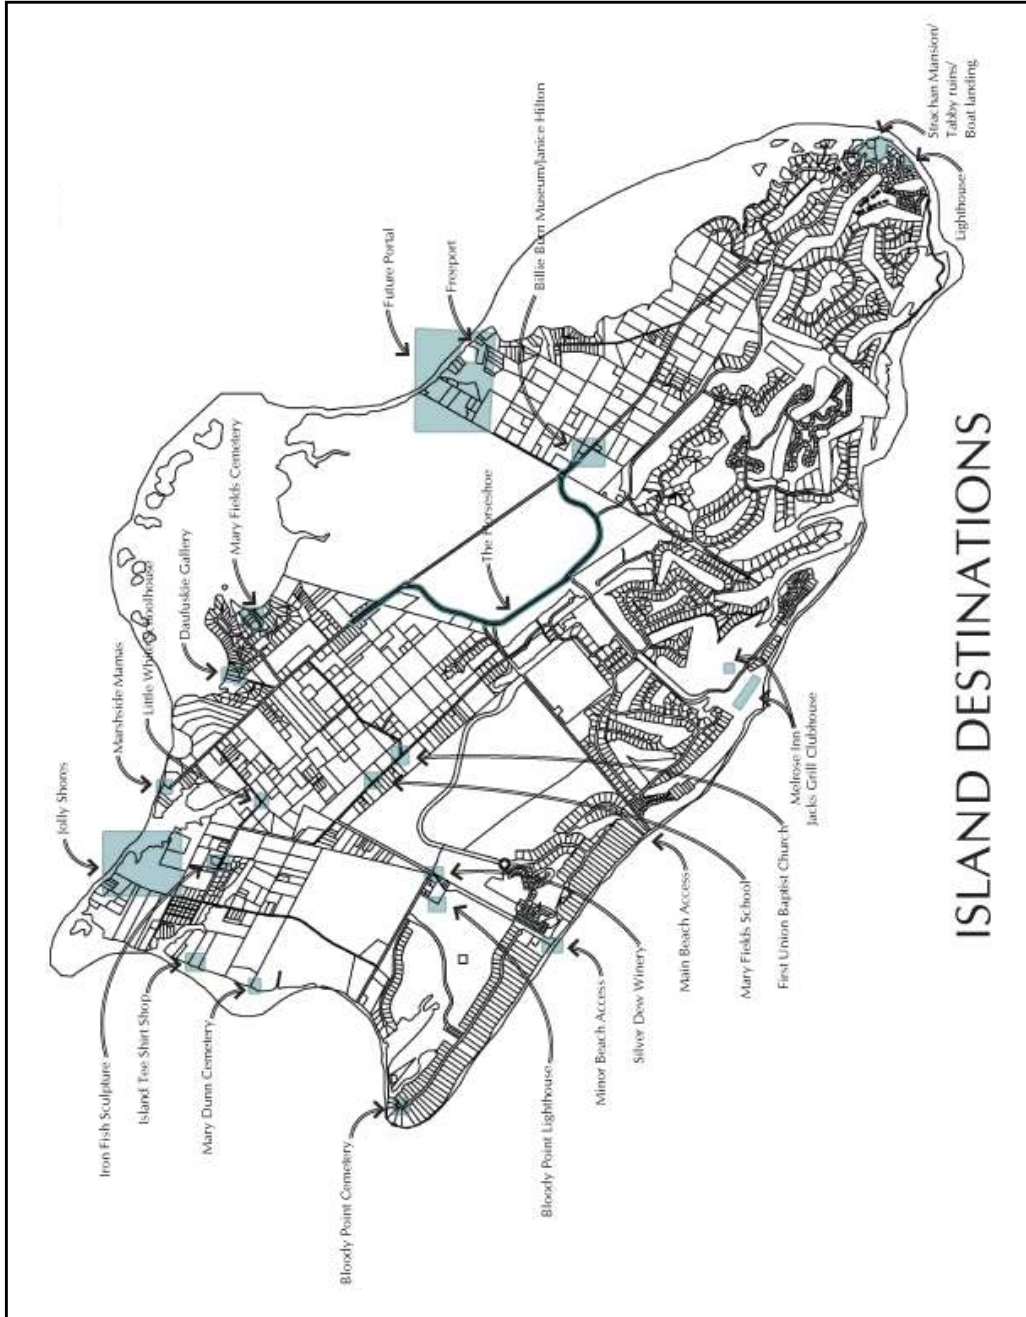 Strachan Mansion/
Tabby ruins/
Boat landing
Lighthouse
Billie Burn Museum/Janice Hilton
Freeport
Future Portal
Mary Fields Cemetery
The Horseshoe
Daufuskie Gallery
Little White Schoolhouse
Marshside Mamas
Jolly Shores
Melrose Inn
Jacks Grill Clubhouse
First Union Baptist Church
Mary Fields School
Main Beach Access
Silver Dew Winery
Minor Beach Access
Bloody Point Lighthouse
Bloody Point Cemetery
Mary Dunn Cemetery
Island Tee Shirt Shop
Iron Fish Sculpture
ISLAND DESTINATIONS